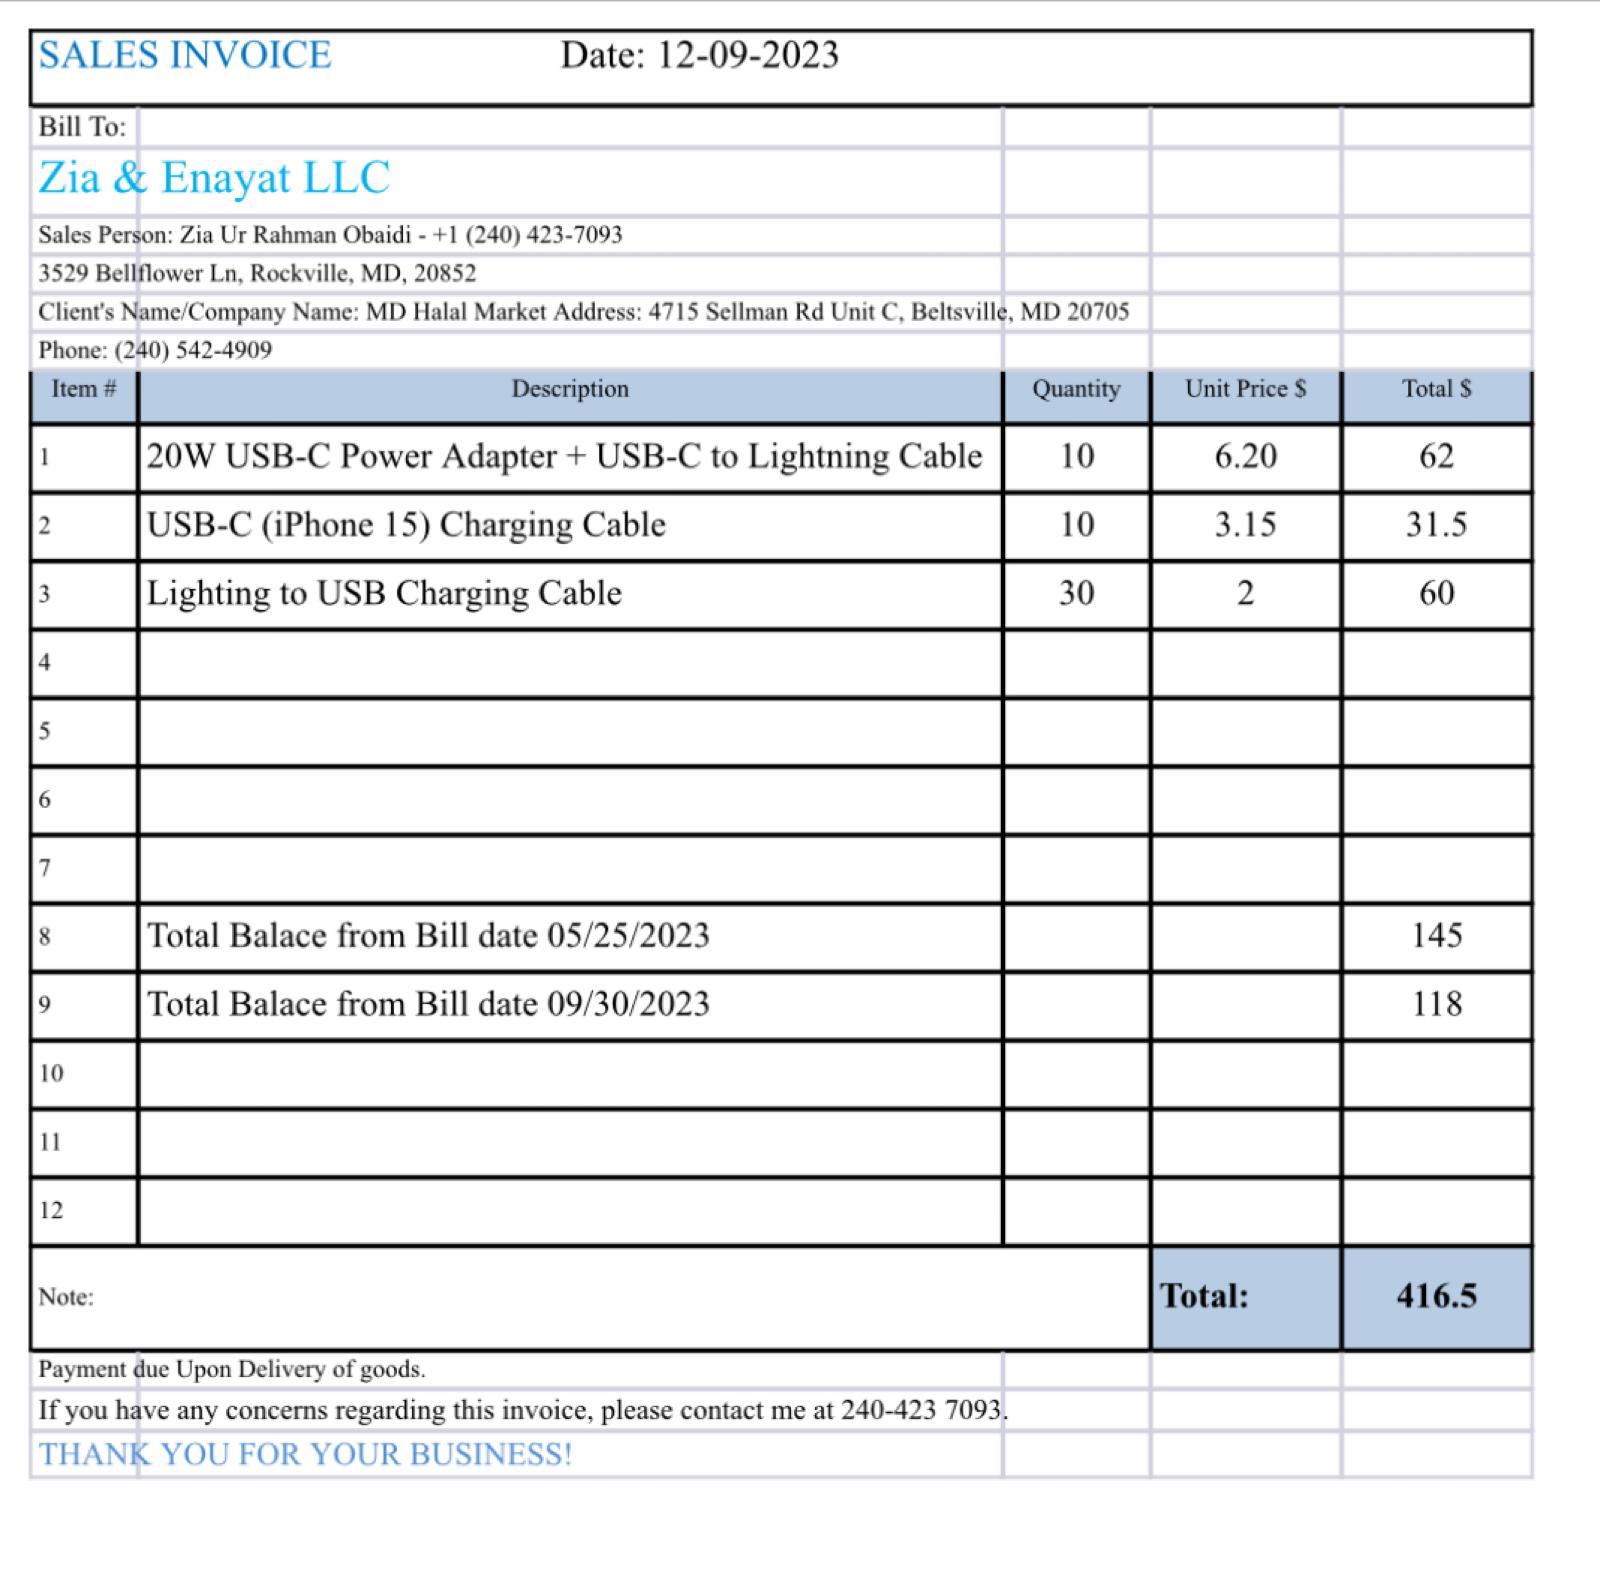 SALES INVOICE Date: 12-09-2023
Bill To:
Zia & Enayat LLC
Sales Person: Zia Ur Rahman Obaidi - +1 (240) 423-7093
3529 Bellflower Ln, Rockville, MD, 20852
Client's Name/Company Name: MD Halal Market Address: 4715 Sellman Rd Unit C, Beltsville, MD 20705
Phone: (240) 542-4909
Item # Description Quantity Unit Price $ Total $
1 20W USB-C Power Adapter + USB-C to Lightning Cable 10 6.20 62
2 USB-C (iPhone 15) Charging Cable 10 3.15 31.5
3 Lighting to USB Charging Cable 30 2 60
4
5
6
7
8 Total Balace from Bill date 05/25/2023 145
9 Total Balace from Bill date 09/30/2023 118
10
11
12
Note: Total: 416.5
Payment due Upon Delivery of goods.
If you have any concerns regarding this invoice, please contact me at 240-423 7093.
THANK YOU FOR YOUR BUSINESS!